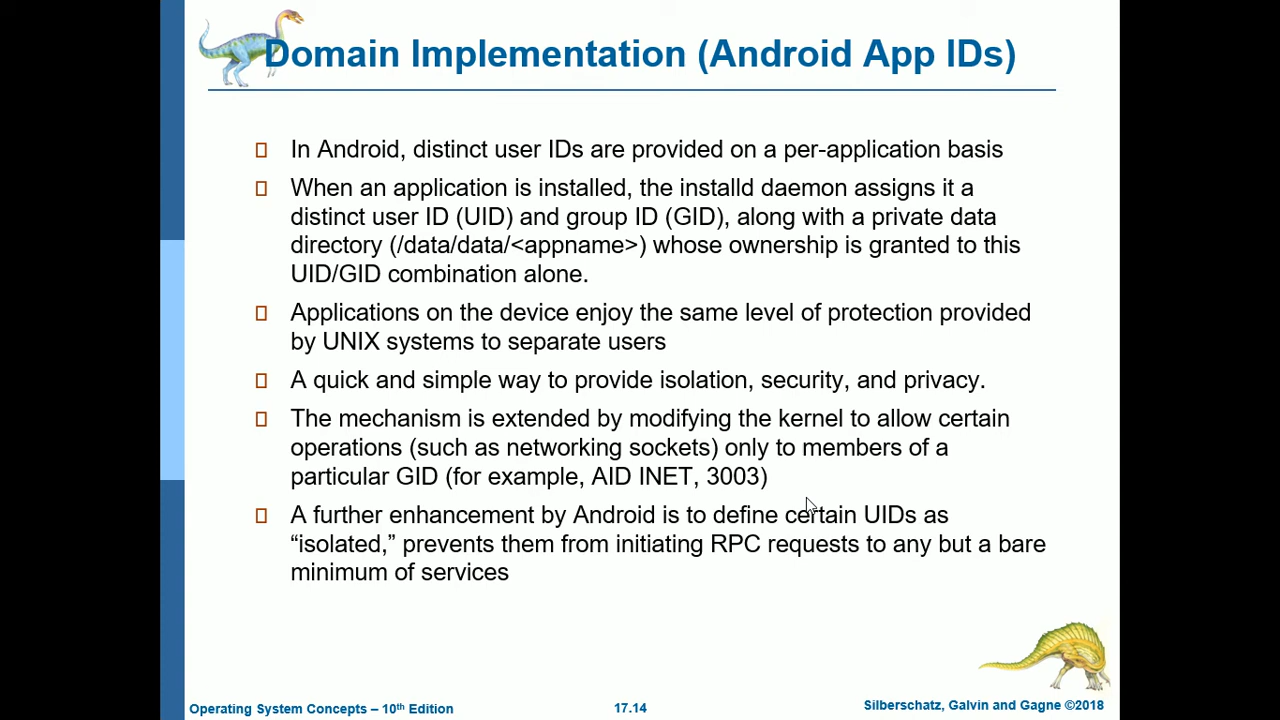 Domain Implementation (Android App IDs)
In Android, distinct user IDs are provided on a per-application basis
When an application is installed, the installd daemon assigns it a
distinct user ID (UID) and group ID (GID), along with a private data
directory (/data/data/<appname>) whose ownership is granted to this
UID/GID combination alone.
Applications on the device enjoy the same level of protection provided
by UNIX systems to separate users
A quick and simple way to provide isolation, security, and privacy.
The mechanism is extended by modifying the kernel to allow certain
operations (such as networking sockets) only to members of a
particular GID (for example, AID INET, 3003)
A further enhancement by Android is to define certain UIDs as
“isolated,” prevents them from initiating RPC requests to any but a bare
minimum of services
Operating System Concepts – 10th Edition
17.14
Silberschatz, Galvin and Gagne ©2018